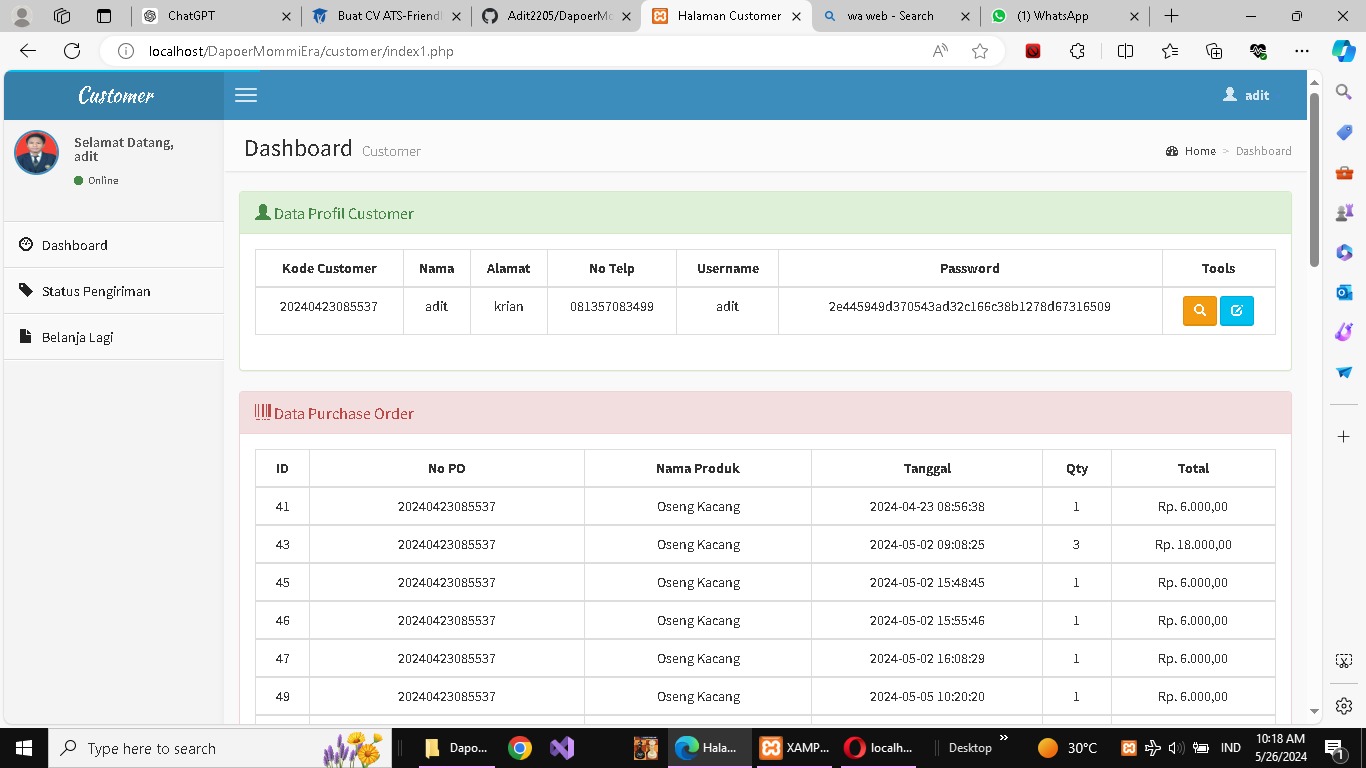 ChatGPT
Buat CV ATS-Friendl
Adit2205/DapoerMo
Halaman Customer
wa web - Search
(1) WhatsApp
localhost/DapoerMommiEra/customer/index1.php
Customer
adit
Selamat Datang,
adit
Online
Dashboard
Status Pengiriman
Belanja Lagi
Dashboard Customer
Home > Dashboard
Data Profil Customer
Kode Customer Nama Alamat No Telp Username Password Tools
20240423085537 adit krian 081357083499 adit 2e445949d370543ad32c166c38b1278d67316509
Data Purchase Order
ID No PD Nama Produk Tanggal Qty Total
41 20240423085537 Oseng Kacang 2024-04-23 08:56:38 1 Rp. 6.000,00
43 20240423085537 Oseng Kacang 2024-05-02 09:08:25 3 Rp. 18.000,00
45 20240423085537 Oseng Kacang 2024-05-02 15:48:45 1 Rp. 6.000,00
46 20240423085537 Oseng Kacang 2024-05-02 15:55:46 1 Rp. 6.000,00
47 20240423085537 Oseng Kacang 2024-05-02 16:08:29 1 Rp. 6.000,00
49 20240423085537 Oseng Kacang 2024-05-05 10:20:20 1 Rp. 6.000,00
Type here to search
Dapo...
Hala...
XAMP...
localh...
Desktop
30°C
IND
10:18 AM
5/26/2024
1